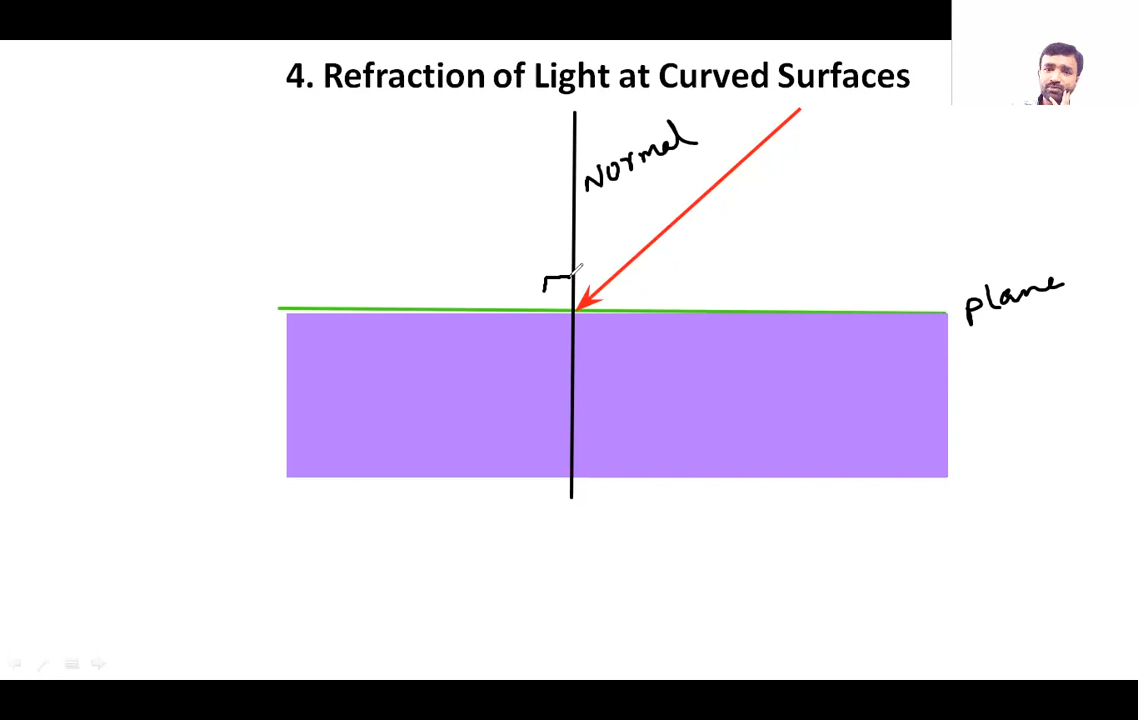 4. Refraction of Light at Curved Surfaces
Normal
plane